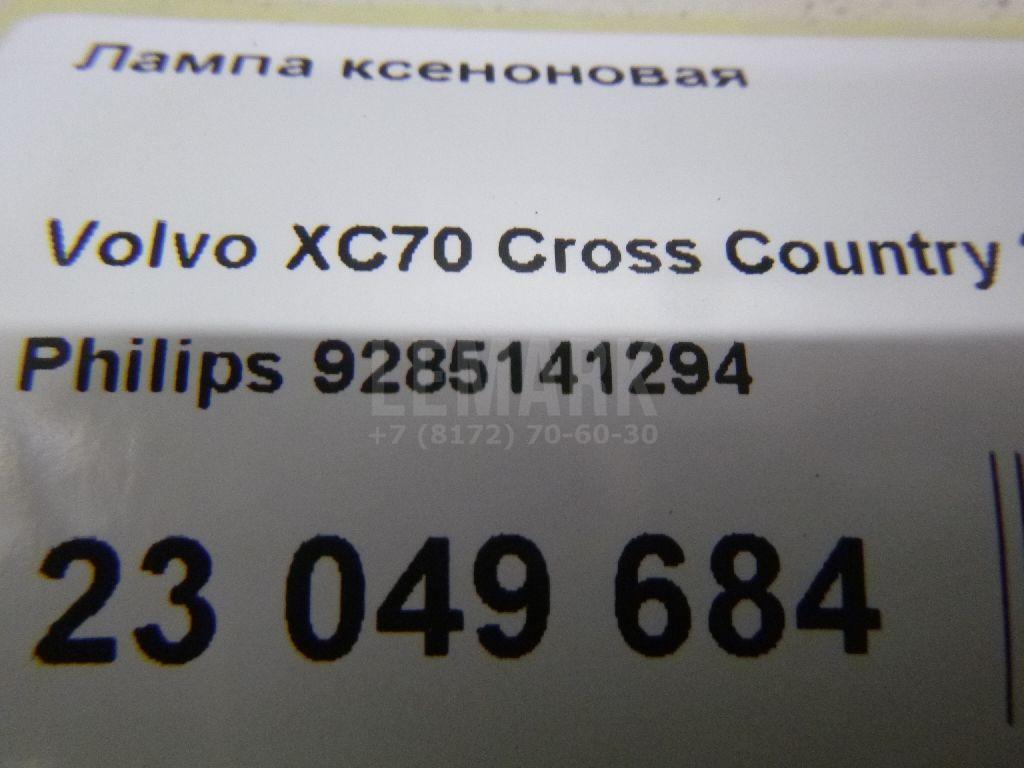 Лампа ксеноновая
Volvo XC70 Cross Country
Philips 9285141294
LEMARK
+7 (8172) 70-60-30
23 049 684